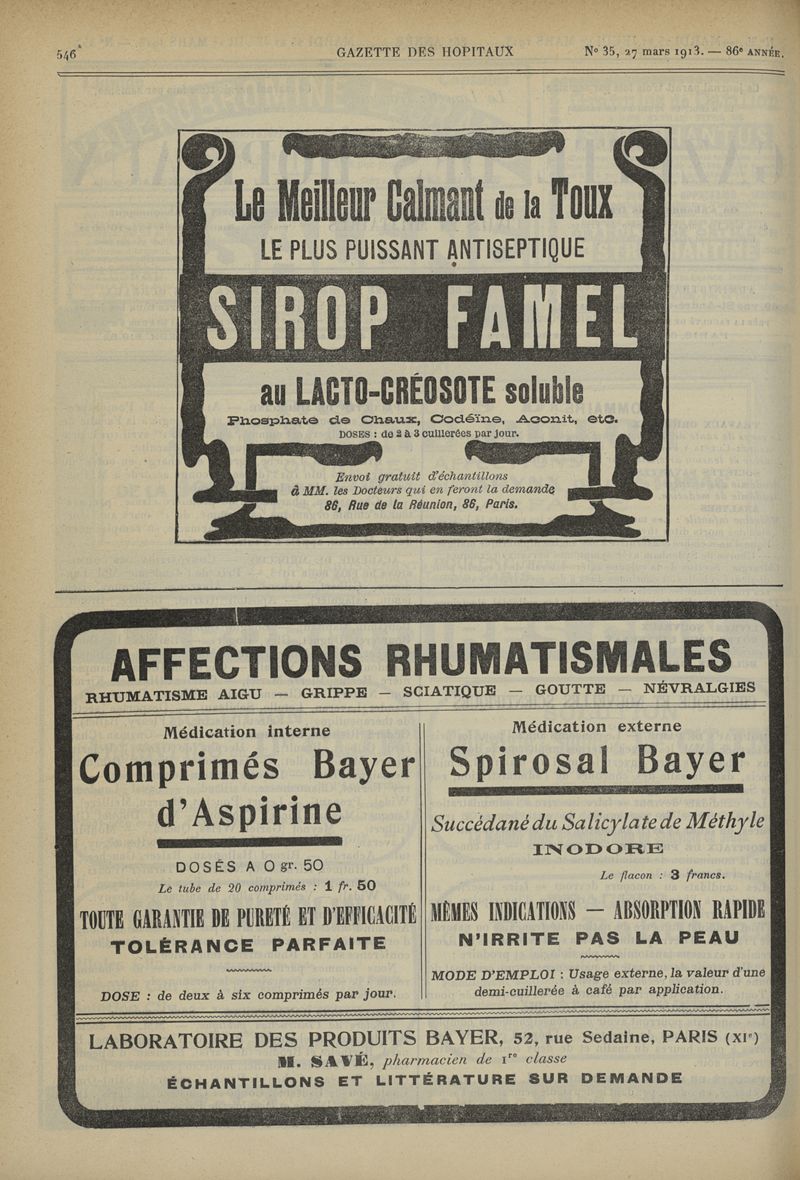 546
GAZETTE DES HOPITAUX
Nº 35, 27 mars 1913. — 86e ANNÉE.
Le Meilleur Calmant de la Toux
LE PLUS PUISSANT ANTISEPTIQUE
SIROP FAMEL
au LACTO-CRÉOSOTE soluble
Phosphate de Chaux, Codéïne, Aconit, etc.
DOSES : de 2 à 3 cuillerées par jour.
Envoi gratuit d'échantillons
à MM. les Docteurs qui en feront la demande
86, Rue de la Réunion, 86, Paris.
AFFECTIONS RHUMATISMALES
RHUMATISME AIGU — GRIPPE — SCIATIQUE — GOUTTE — NÉVRALGIES
Médication interne
Comprimés Bayer
d'Aspirine
DOSÉS A 0 gr. 50
Le tube de 20 comprimés : 1 fr. 50
TOUTE GARANTIE DE PURETÉ ET D'EFFICACITÉ
TOLÉRANCE PARFAITE
DOSE : de deux à six comprimés par jour.
Médication externe
Spirosal Bayer
Succédané du Salicylate de Méthyle
INODORE
Le flacon : 3 francs.
MÊMES INDICATIONS — ABSORPTION RAPIDE
N'IRRITE PAS LA PEAU
MODE D'EMPLOI : Usage externe, la valeur d'une
demi-cuillerée à café par application.
LABORATOIRE DES PRODUITS BAYER, 52, rue Sedaine, PARIS (XIe)
M. SAVÉ, pharmacien de 1re classe
ÉCHANTILLONS ET LITTÉRATURE SUR DEMANDE